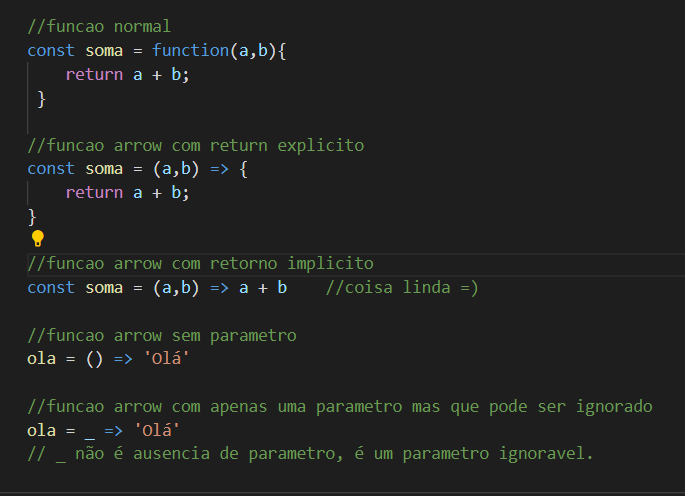 //funcao normal
const soma = function(a,b){
return a + b;
}
//funcao arrow com return explicito
const soma = (a,b) => {
return a + b;
}
//funcao arrow com retorno implicito
const soma = (a,b) => a + b    //coisa linda =)
//funcao arrow sem parametro
ola = () => 'Olá'
//funcao arrow com apenas uma parametro mas que pode ser ignorado
ola = _ => 'Olá'
// _ não é ausencia de parametro, é um parametro ignoravel.